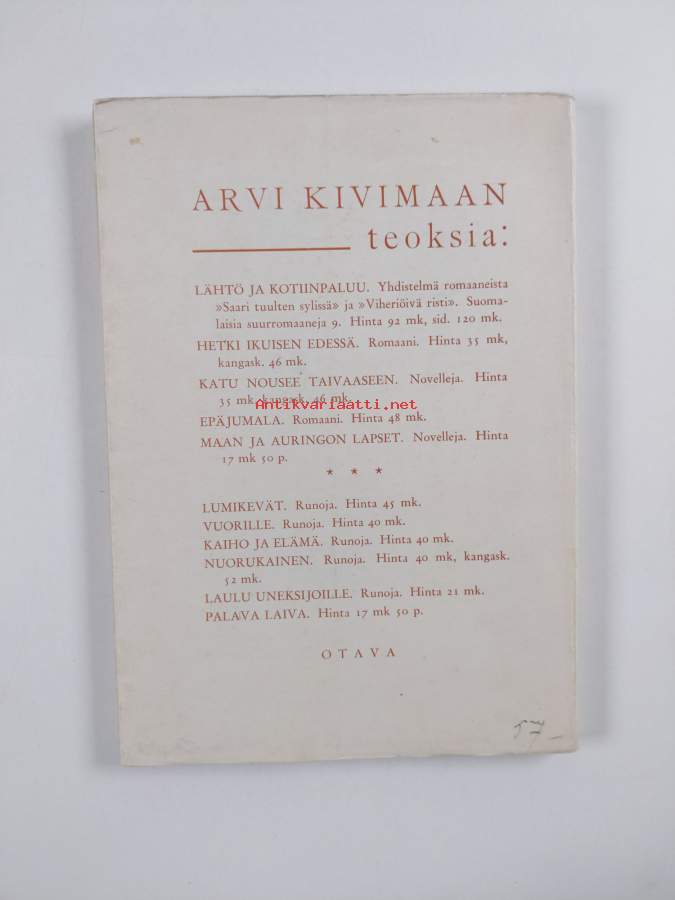 ARVI KIVIMAAN
teoksia:
LÄHTÖ JA KOTIINPALUU. Yhdistelmä romaaneista
»Saari tuulten sylissä» ja »Viheriöivä risti». Suoma-
laisia suurromaaneja 9. Hinta 92 mk, sid. 120 mk.
HETKI IKUISEN EDESSÄ. Romaani. Hinta 35 mk,
kangask. 46 mk.
KATU NOUSEE TAIVAASEEN. Novelleja. Hinta
35 mk, kangask. 46 mk.
Antikvariaatti.net
EPÄJUMALA. Romaani. Hinta 48 mk.
MAAN JA AURINGON LAPSET. Novelleja. Hinta
17 mk 50 p.
* * *
LUMIKEVÄT. Runoja. Hinta 45 mk.
VUORILLE. Runoja. Hinta 40 mk.
KAIHO JA ELÄMÄ. Runoja. Hinta 40 mk.
NUORUKAINEN. Runoja. Hinta 40 mk, kangask.
52 mk.
LAULU UNEKSIJOILLE. Runoja. Hinta 21 mk.
PALAVA LAIVA. Hinta 17 mk 50 p.
OTAVA
57-